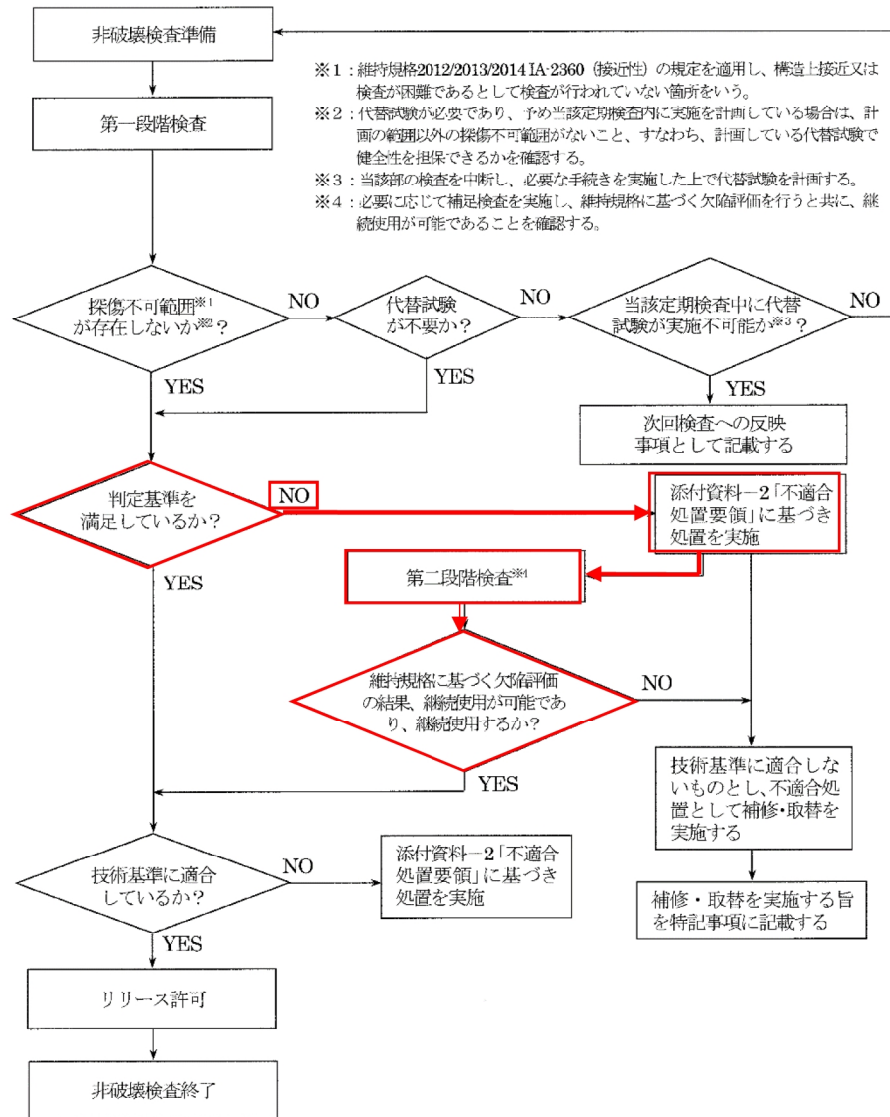 非破壊検査準備
※1：維持規格2012/2013/2014 IA-2360（接近性）の規定を適用し、構造上接近又は
検査が困難であるとして検査が行われていない箇所をいう。
※2：代替試験が必要であり、予め当該定期検査内に実施を計画している場合は、計
画の範囲以外の探傷不可範囲がないこと、すなわち、計画している代替試験で
健全性を担保できるかを確認する。
※3：当該部の検査を中断し、必要な手続きを実施した上で代替試験を計画する。
※4：必要に応じて補足検査を実施し、維持規格に基づく欠陥評価を行うと共に、継
続使用が可能であることを確認する。
第一段階検査
探傷不可範囲※1
が存在しないか※2？
NO
代替試験
が不要か？
NO
当該定期検査中に代替
試験が実施不可能か※3？
NO
YES
YES
YES
次回検査への反映
事項として記載する
判定基準を
満足しているか？
NO
添付資料－2「不適合
処置要領」に基づき
処置を実施
YES
第二段階検査※4
維持規格に基づく欠陥評価
の結果、継続使用が可能であ
り、継続使用するか？
NO
YES
技術基準に適合しな
いものとし、不適合処
置として補修・取替を
実施する
技術基準に適合
しているか？
NO
添付資料－2「不適合
処置要領」に基づき
処置を実施
補修・取替を実施する旨
を特記事項に記載する
YES
リリース許可
非破壊検査終了